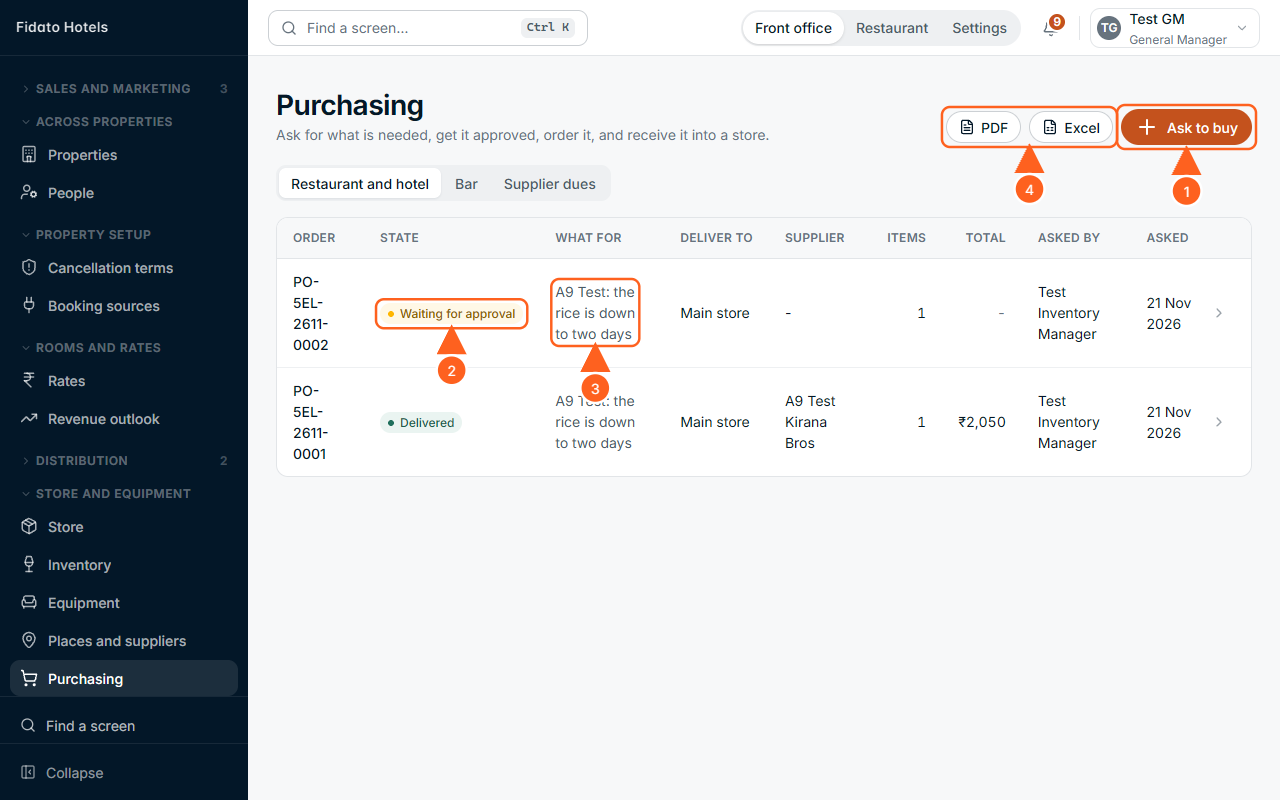 Fidato Hotels
Find a screen...
Ctrl K
Front office
Restaurant
Settings
9
TG
Test GM
General Manager
SALES AND MARKETING 3
ACROSS PROPERTIES
Properties
People
PROPERTY SETUP
Cancellation terms
Booking sources
ROOMS AND RATES
Rates
Revenue outlook
DISTRIBUTION 2
STORE AND EQUIPMENT
Store
Inventory
Equipment
Places and suppliers
Purchasing
Find a screen
Collapse
Purchasing
Ask for what is needed, get it approved, order it, and receive it into a store.
PDF
Excel
Ask to buy
4
1
Restaurant and hotel
Bar
Supplier dues
ORDER STATE WHAT FOR DELIVER TO SUPPLIER ITEMS TOTAL ASKED BY ASKED
PO-
5EL-
2611-
0002
Waiting for approval
A9 Test: the
rice is down
to two days
Main store
-
1
-
Test
Inventory
Manager
21 Nov
2026
2
3
PO-
5EL-
2611-
0001
Delivered
A9 Test: the
rice is down
to two days
Main store
A9 Test
Kirana
Bros
1
₹2,050
Test
Inventory
Manager
21 Nov
2026